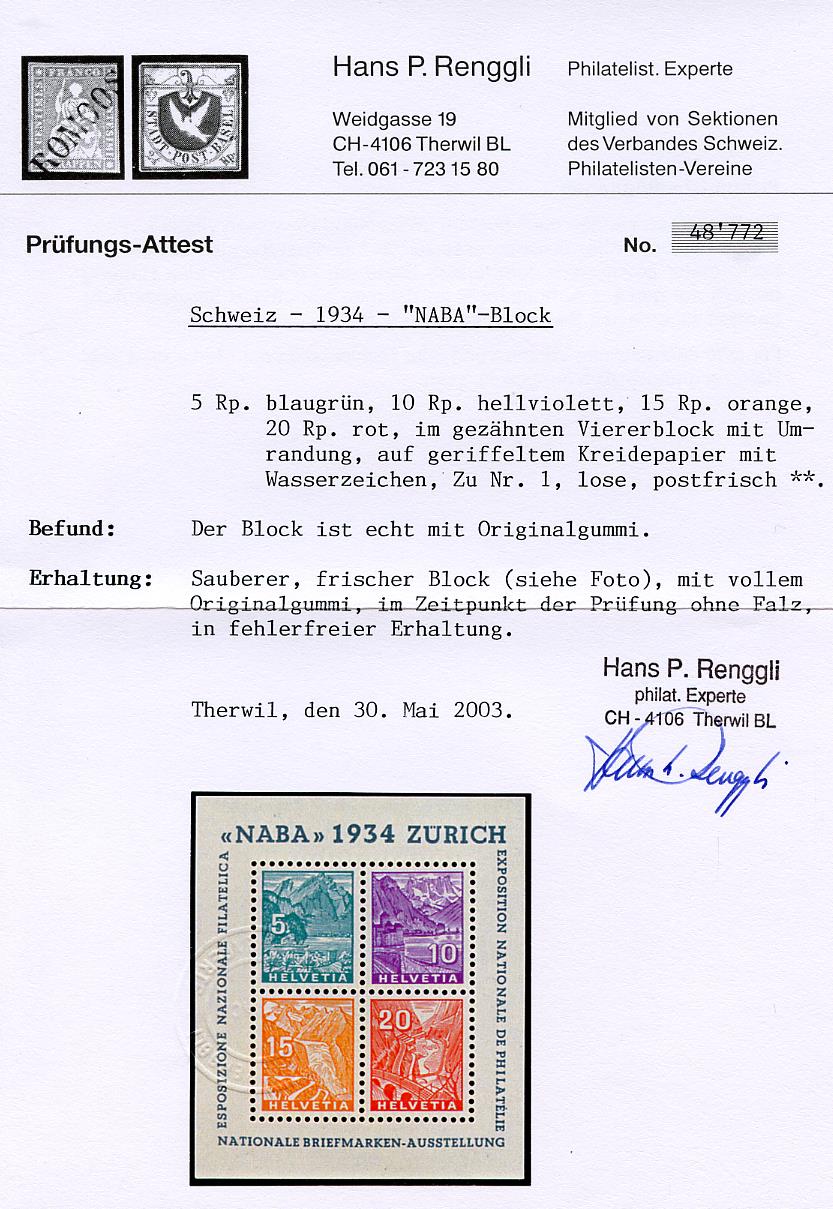 FRANCO
RONCOS
STADT-POST-BASEL
2½ Rp.
Hans P. Renggli
Philatelist. Experte
Weidgasse 19
CH-4106 Therwil BL
Tel. 061 - 723 15 80
Mitglied von Sektionen
des Verbandes Schweiz.
Philatelisten-Vereine
Prüfungs-Attest
No. 48'772
Schweiz - 1934 - "NABA"-Block
5 Rp. blaugrün, 10 Rp. hellviolett, 15 Rp. orange,
20 Rp. rot, im gezähnten Viererblock mit Um-
randung, auf geriffeltem Kreidepapier mit
Wasserzeichen, Zu Nr. 1, lose, postfrisch **.
Befund: Der Block ist echt mit Originalgummi.
Erhaltung: Sauberer, frischer Block (siehe Foto), mit vollem
Originalgummi, im Zeitpunkt der Prüfung ohne Falz,
in fehlerfreier Erhaltung.
Hans P. Renggli
philat. Experte
CH - 4106 Therwil BL
Therwil, den 30. Mai 2003.
«NABA» 1934 ZÜRICH
ESPOSIZIONE NAZIONALE FILATELICA
EXPOSITION NATIONALE DE PHILATÉLIE
5
HELVETIA
10
HELVETIA
15
HELVETIA
20
HELVETIA
NATIONALE BRIEFMARKEN-AUSSTELLUNG